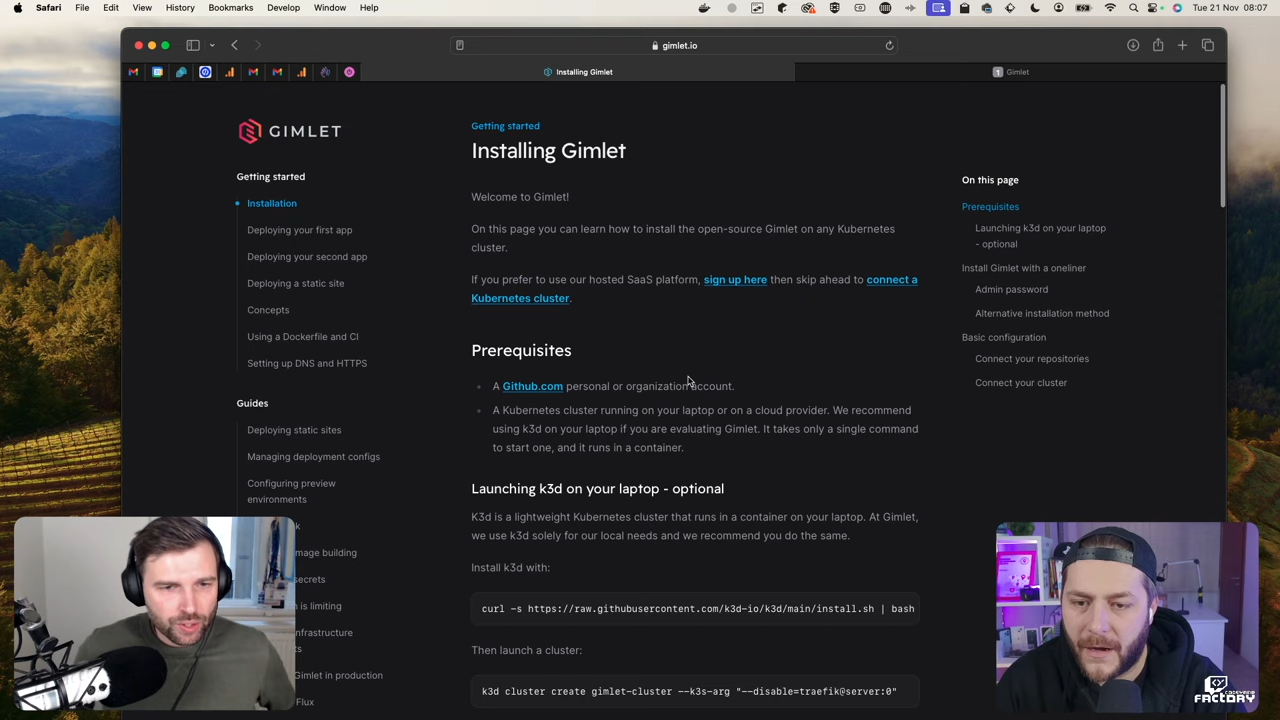 Safari File Edit View History Bookmarks Develop Window Help
Tue 21 Nov 08:07
gimlet.io
Installing Gimlet
1 Gimlet
GIMLET
Getting started
Installation
Deploying your first app
Deploying your second app
Deploying a static site
Concepts
Using a Dockerfile and CI
Setting up DNS and HTTPS
Guides
Deploying static sites
Managing deployment configs
Configuring preview
environments
mage building
secrets
is limiting
nfrastructure
Gimlet in production
Flux
Getting started
Installing Gimlet
Welcome to Gimlet!
On this page you can learn how to install the open-source Gimlet on any Kubernetes
cluster.
If you prefer to use our hosted SaaS platform, sign up here then skip ahead to connect a
Kubernetes cluster.
Prerequisites
A Github.com personal or organization account.
A Kubernetes cluster running on your laptop or on a cloud provider. We recommend
using k3d on your laptop if you are evaluating Gimlet. It takes only a single command
to start one, and it runs in a container.
Launching k3d on your laptop - optional
K3d is a lightweight Kubernetes cluster that runs in a container on your laptop. At Gimlet,
we use k3d solely for our local needs and we recommend you do the same.
Install k3d with:
curl -s https://raw.githubusercontent.com/k3d-io/k3d/main/install.sh | bash
Then launch a cluster:
k3d cluster create gimlet-cluster --k3s-arg "--disable=traefik@server:0"
On this page
Prerequisites
Launching k3d on your laptop
- optional
Install Gimlet with a oneliner
Admin password
Alternative installation method
Basic configuration
Connect your repositories
Connect your cluster
FACTORY